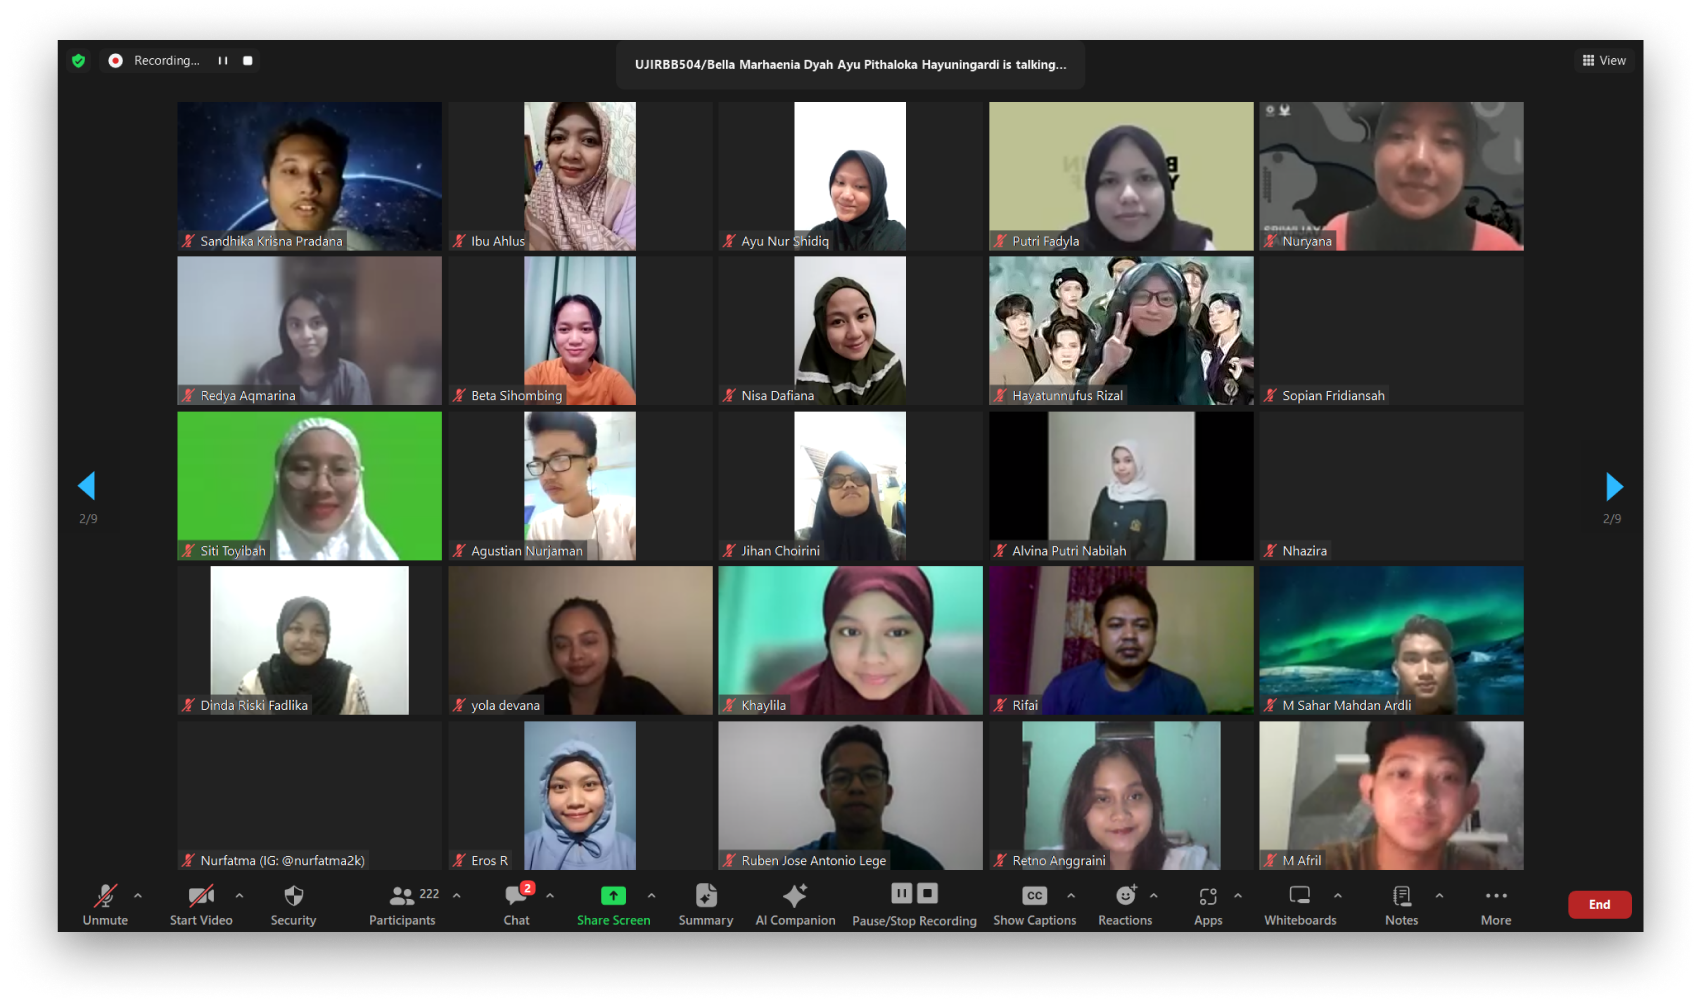 Recording...
UJIRBB504/Bella Marhaenia Dyah Ayu Pithaloka Hayuningardi is talking...
View
Sandhika Krisna Pradana
Ibu Ahlus
Ayu Nur Shidiq
Putri Fadyla
Nuryana
Redya Aqmarina
Beta Sihombing
Nisa Dafiana
Hayatunnufus Rizal
Sopian Fridiansah
2/9
2/9
Siti Toyibah
Agustian Nurjaman
Jihan Choirini
Alvina Putri Nabilah
Nhazira
Dinda Riski Fadlika
yola devana
Khaylila
Rifai
M Sahar Mahdan Ardli
Nurfatma (IG: @nurfatma2k)
Eros R
Ruben Jose Antonio Lege
Retno Anggraini
M Afril
222
2
CC
Unmute
Start Video
Security
Participants
Chat
Share Screen
Summary
AI Companion
Pause/Stop Recording
Show Captions
Reactions
Apps
Whiteboards
Notes
More
End